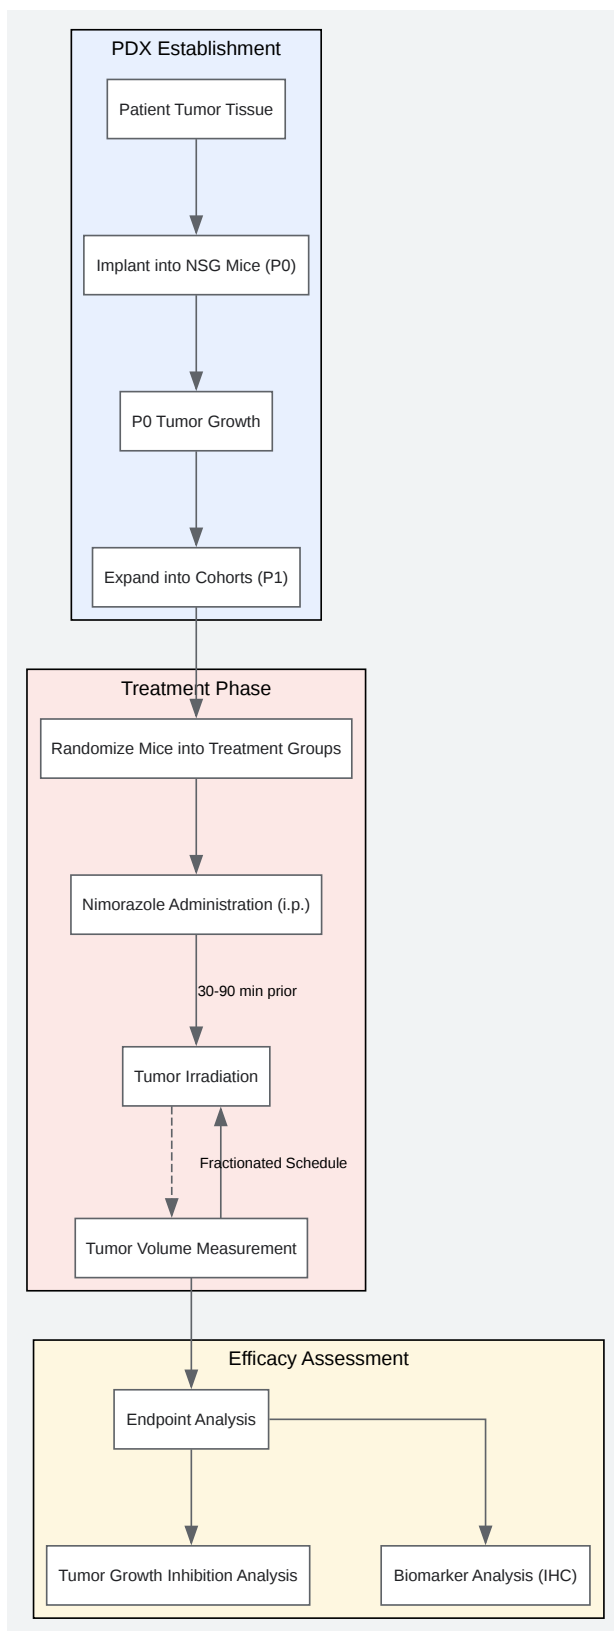 PDX Establishment
Patient Tumor Tissue
Implant into NSG Mice (P0)
P0 Tumor Growth
Expand into Cohorts (P1)
Treatment Phase
Randomize Mice into Treatment Groups
Nimorazole Administration (i.p.)
30-90 min prior
Tumor Irradiation
Fractionated Schedule
Tumor Volume Measurement
Efficacy Assessment
Endpoint Analysis
Tumor Growth Inhibition Analysis
Biomarker Analysis (IHC)